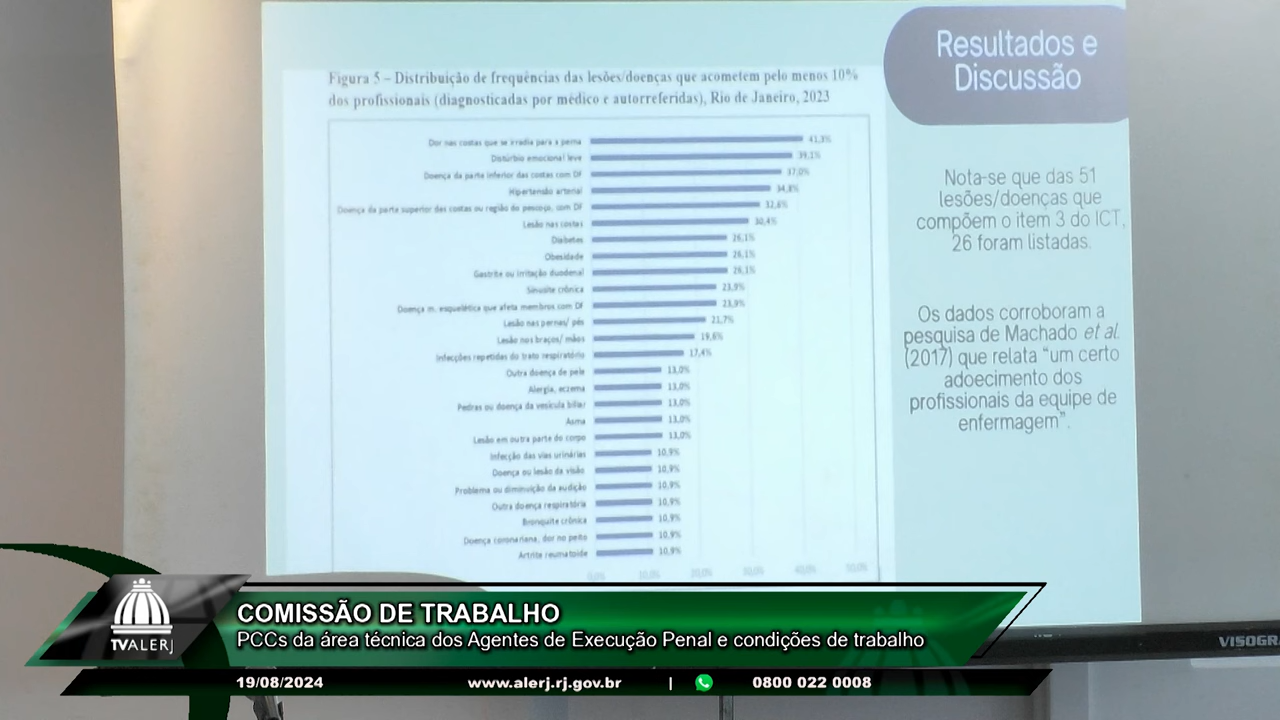 Resultados e
Discussão
Figura 5 – Distribuição de frequências das lesões/doenças que acometem pelo menos 10%
dos profissionais (diagnosticadas por médico e autorreferidas), Rio de Janeiro, 2023
Dor nas costas que se irradia para a perna 41,3%
Distúrbio emocional leve 39,1%
Doença da parte inferior das costas com DF 37,0%
Hipertensão arterial 34,8%
Doença da parte superior das costas ou região do pescoço, com DF 32,6%
Lesão nas costas 30,4%
Diabetes 26,1%
Obesidade 26,1%
Gastrite ou irritação duodenal 26,1%
Sinusite crônica 23,9%
Doença m. esquelética que afeta membros com DF 23,9%
Lesão nas pernas/ pés 21,7%
Lesão nos braços/ mãos 19,6%
Infecções repetidas do trato respiratório 17,4%
Outra doença de pele 13,0%
Alergia, eczema 13,0%
Pedras ou doença da vesícula biliar 13,0%
Asma 13,0%
Lesão em outra parte do corpo 13,0%
Infecção das vias urinárias 10,9%
Doença ou lesão da visão 10,9%
Problema ou diminuição da audição 10,9%
Outra doença respiratória 10,9%
Bronquite crônica 10,9%
Doença coronariana, dor no peito 10,9%
Artrite reumatoide 10,9%
0,0% 10,0% 20,0% 30,0% 40,0% 50,0%
Nota-se que das 51
lesões/doenças que
compõem o item 3 do ICT,
26 foram listadas.
Os dados corroboram a
pesquisa de Machado et al.
(2017) que relata “um certo
adoecimento dos
profissionais da equipe de
enfermagem”.
TVALERJ
COMISSÃO DE TRABALHO
PCCs da área técnica dos Agentes de Execução Penal e condições de trabalho
19/08/2024 www.alerj.rj.gov.br | 0800 022 0008